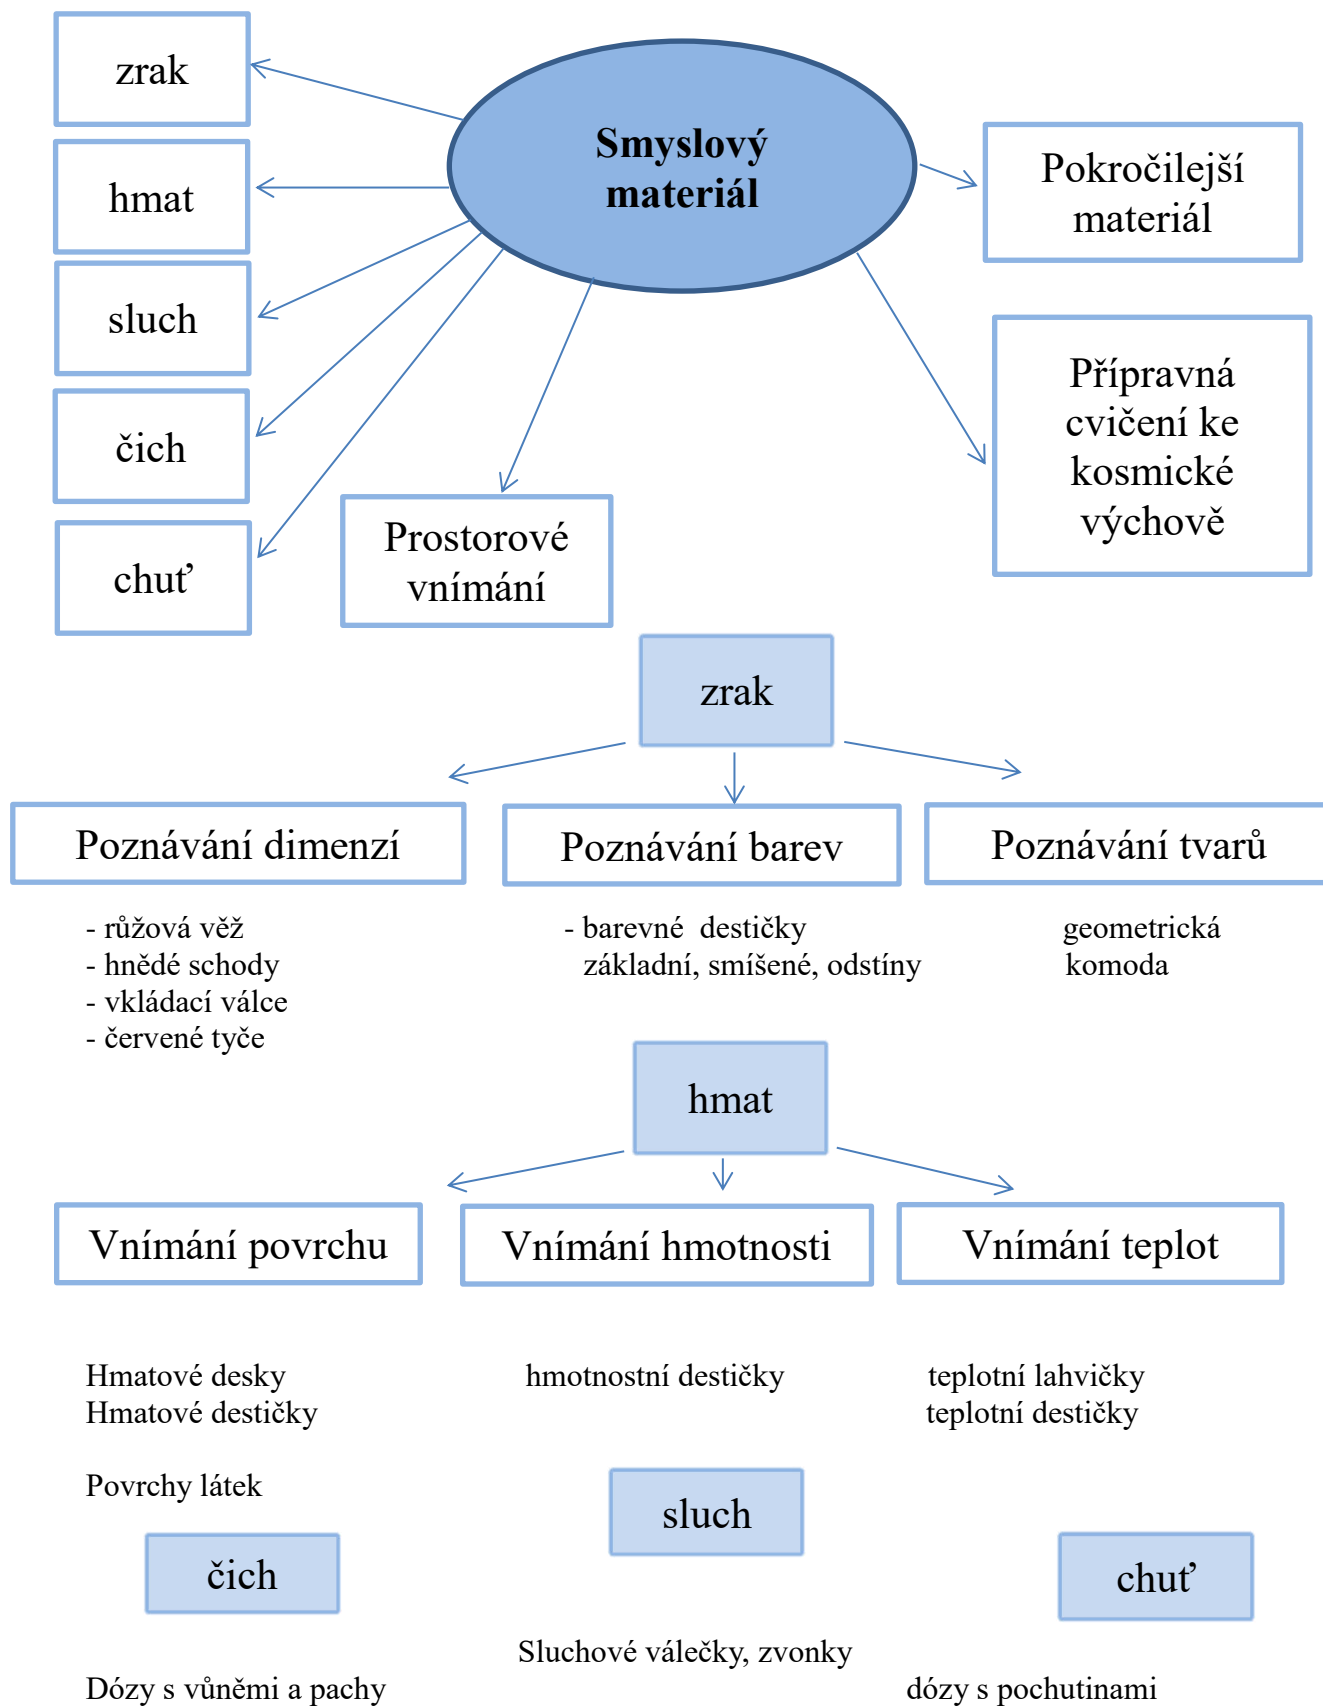 zrak
hmat
sluch
čich
chuť
Smyslový
materiál
Pokročilejší
materiál
Přípravná
cvičení ke
kosmické
výchově
Prostorové
vnímání
zrak
Poznávání dimenzí
Poznávání barev
Poznávání tvarů
- růžová věž
- hnědé schody
- vkládací válce
- červené tyče
- barevné destičky
základní, smíšené, odstíny
geometrická
komoda
hmat
Vnímání povrchu
Vnímání hmotnosti
Vnímání teplot
Hmatové desky
Hmatové destičky
Povrchy látek
hmotnostní destičky
teplotní lahvičky
teplotní destičky
čich
sluch
chuť
Dózy s vůněmi a pachy
Sluchové válečky, zvonky
dózy s pochutinami